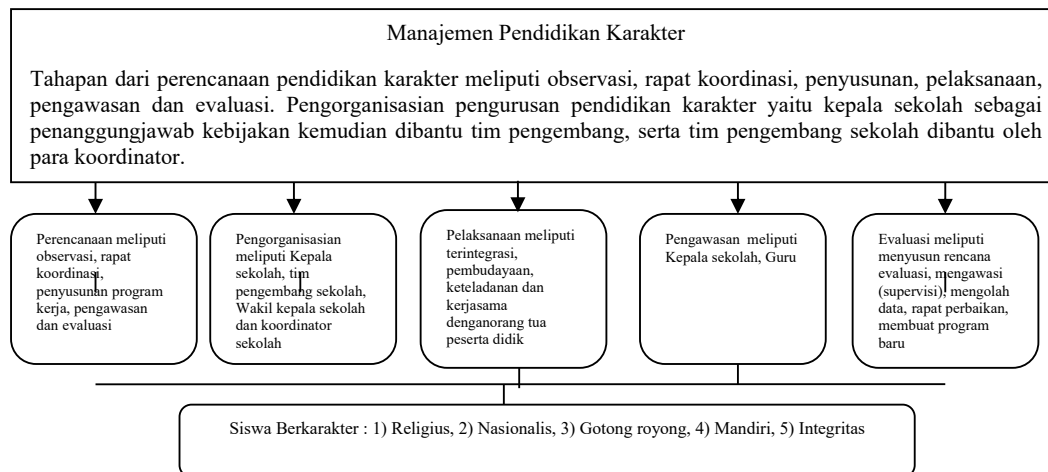 Manajemen Pendidikan Karakter
Tahapan dari perencanaan pendidikan karakter meliputi observasi, rapat koordinasi, penyusunan, pelaksanaan,
pengawasan dan evaluasi. Pengorganisasian pengurusan pendidikan karakter yaitu kepala sekolah sebagai
penanggungjawab kebijakan kemudian dibantu tim pengembang, serta tim pengembang sekolah dibantu oleh
para koordinator.
Perencanaan meliputi
observasi, rapat
koordinasi,
penyusunan program
kerja, pengawasan
dan evaluasi
Pengorganisasian
meliputi Kepala
sekolah, tim
pengembang sekolah,
Wakil kepala sekolah
dan koordinator
sekolah
Pelaksanaan meliputi
terintegrasi,
pembudayaan,
keteladanan dan
kerjasama
denganorang tua
peserta didik
Pengawasan meliputi
Kepala sekolah, Guru
Evaluasi meliputi
menyusun rencana
evaluasi, mengawasi
(supervisi), mengolah
data, rapat perbaikan,
membuat program
baru
Siswa Berkarakter : 1) Religius, 2) Nasionalis, 3) Gotong royong, 4) Mandiri, 5) Integritas